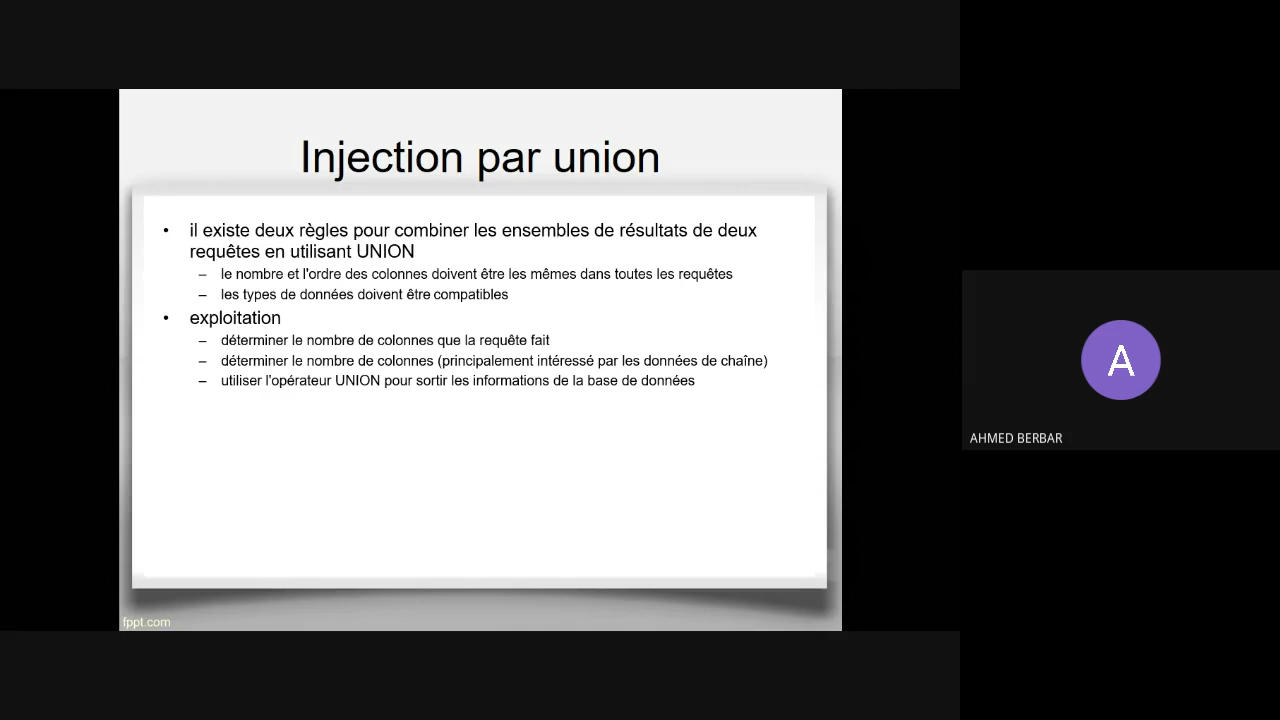 Injection par union
• il existe deux règles pour combiner les ensembles de résultats de deux
requêtes en utilisant UNION
– le nombre et l'ordre des colonnes doivent être les mêmes dans toutes les requêtes
– les types de données doivent être compatibles
• exploitation
– déterminer le nombre de colonnes que la requête fait
– déterminer le nombre de colonnes (principalement intéressé par les données de chaîne)
– utiliser l'opérateur UNION pour sortir les informations de la base de données
fppt.com
A
AHMED BERBAR